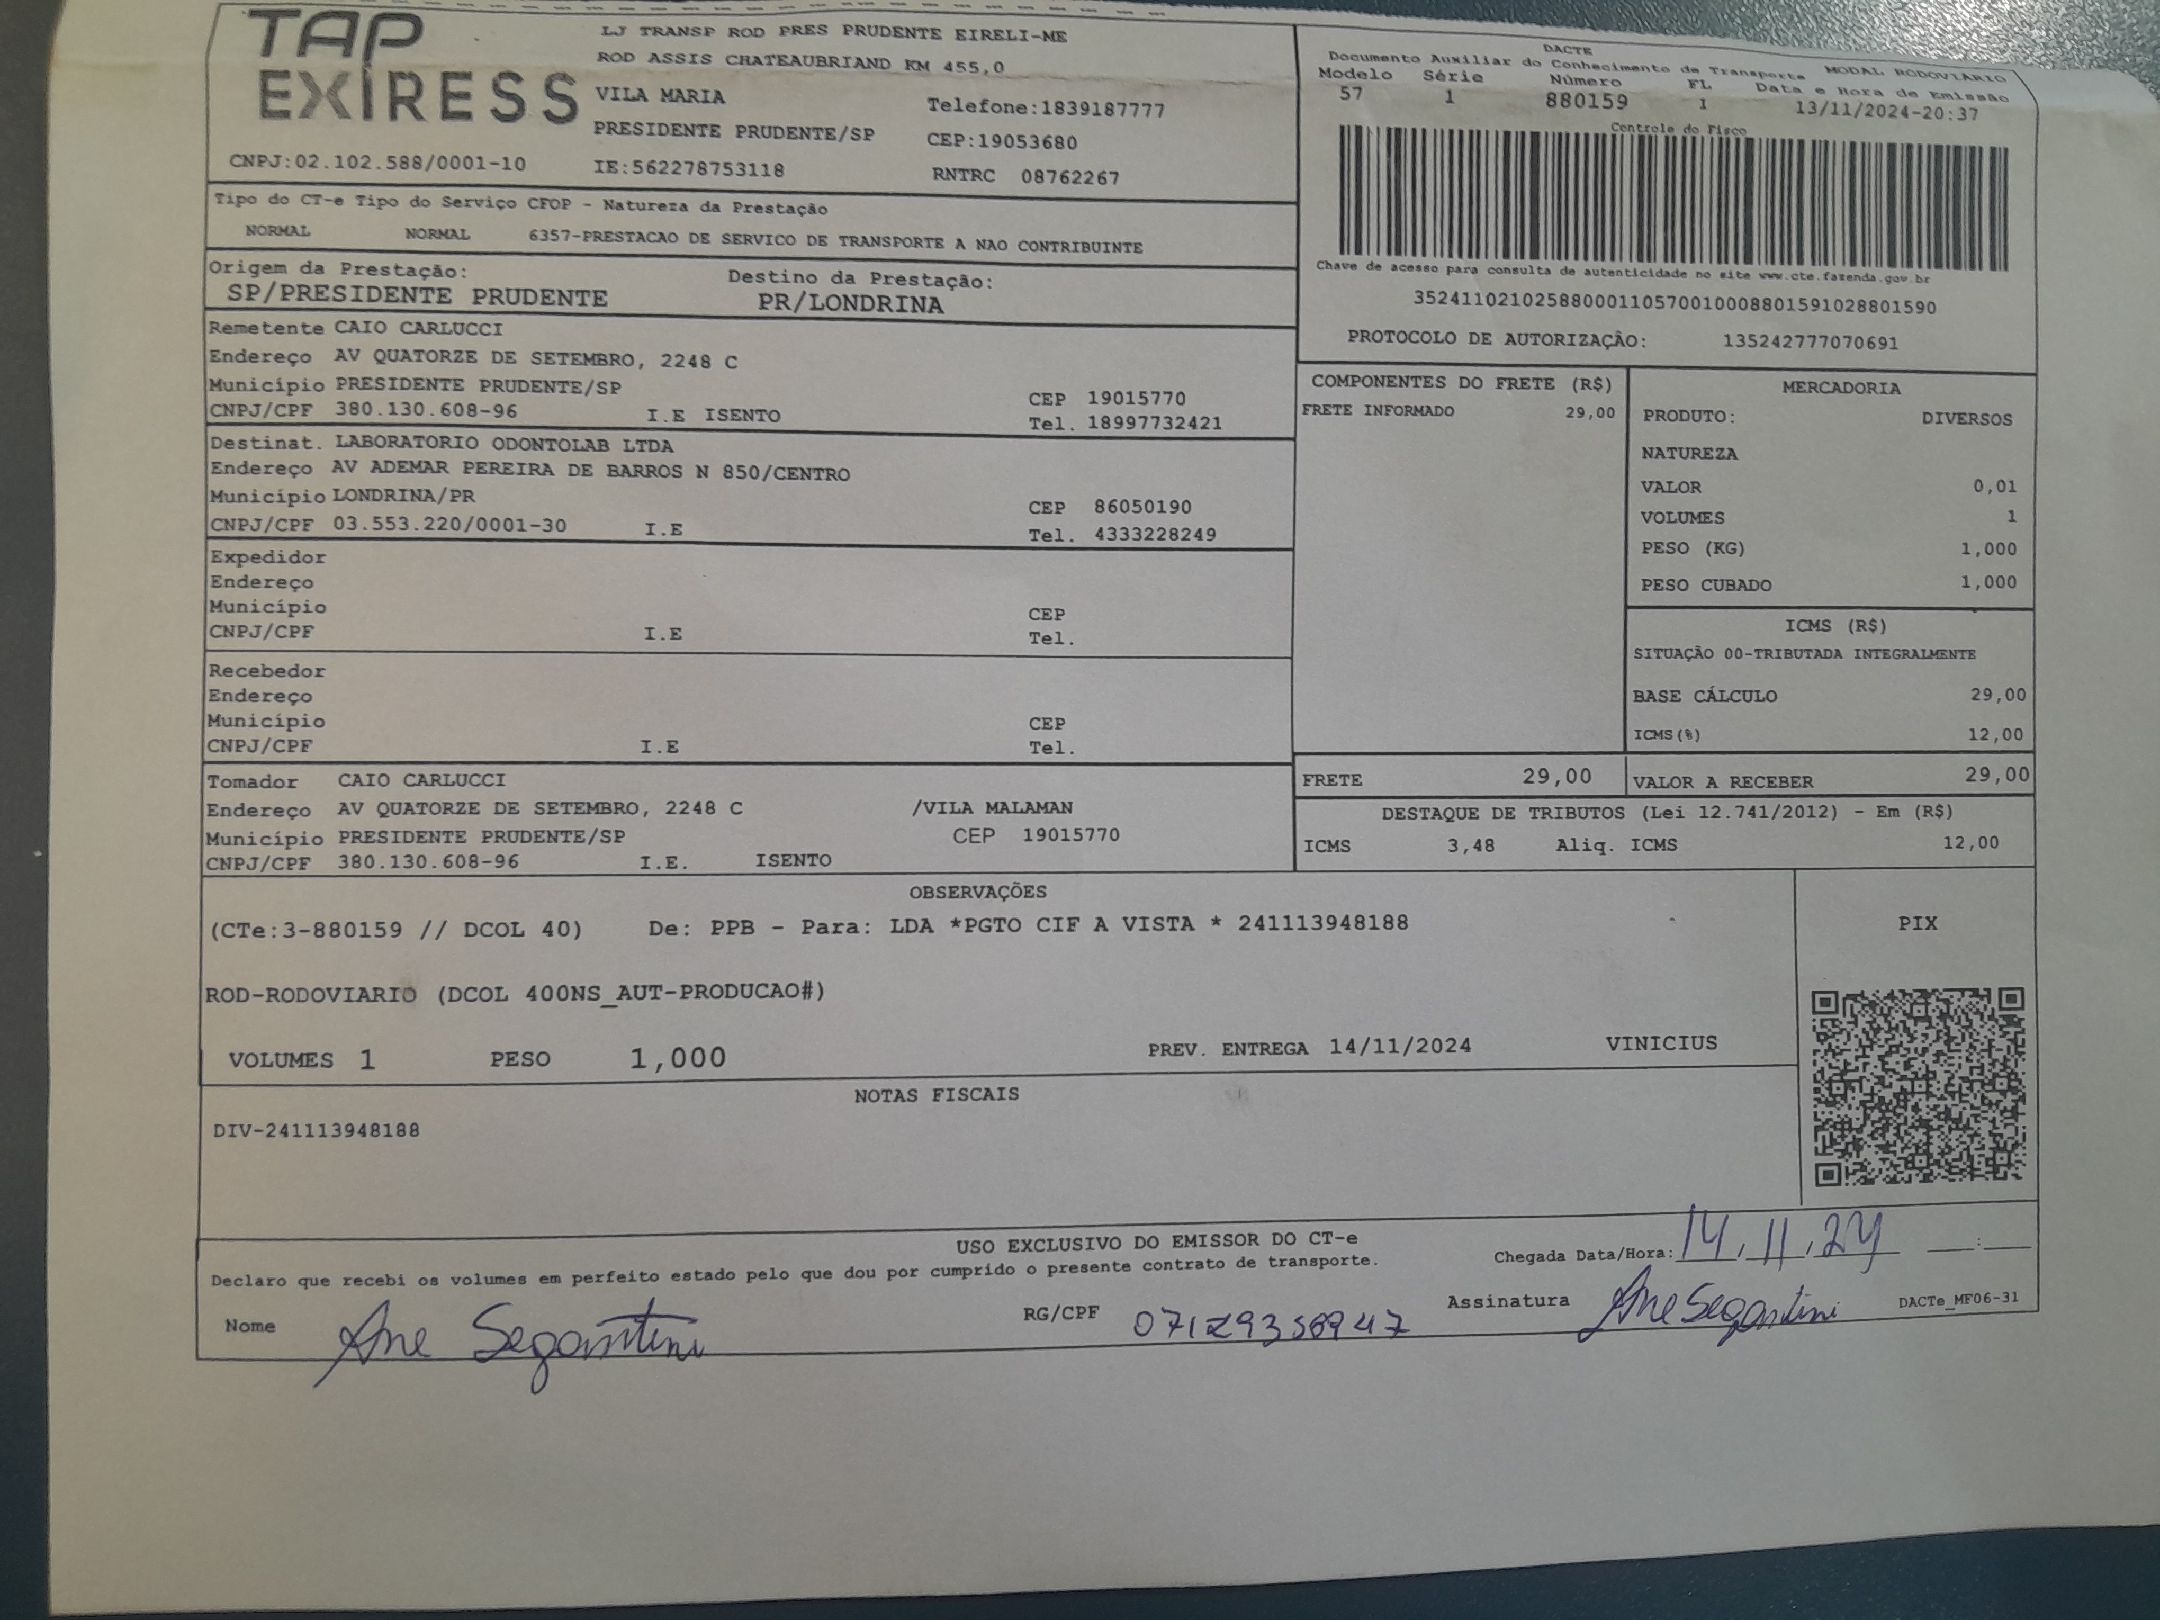 TAP
EXIRESS
LJ TRANSP ROD PRES PRUDENTE EIRELI-ME
ROD ASSIS CHATEAUBRIAND KM 455,0
VILA MARIA Telefone:1839187777
PRESIDENTE PRUDENTE/SP CEP:19053680
CNPJ:02.102.588/0001-10 IE:562278753118 RNTRC 08762267
DACTE
Documento Auxiliar do Conhecimento de Transporte MODAL RODOVIARIO
Modelo Série Número FL Data e Hora de Emissão
57 1 880159 1 13/11/2024-20:37
Controle do Fisco
Chave de acesso para consulta de autenticidade no site www.cte.fazenda.gov.br
35241102102588000110570010008801591028801590
PROTOCOLO DE AUTORIZAÇÃO: 135242777070691
Tipo do CT-e Tipo do Serviço CFOP - Natureza da Prestação
NORMAL NORMAL 6357-PRESTACAO DE SERVICO DE TRANSPORTE A NAO CONTRIBUINTE
Origem da Prestação: Destino da Prestação:
SP/PRESIDENTE PRUDENTE PR/LONDRINA
Remetente CAIO CARLUCCI
Endereço AV QUATORZE DE SETEMBRO, 2248 C
Município PRESIDENTE PRUDENTE/SP CEP 19015770
CNPJ/CPF 380.130.608-96 I.E ISENTO Tel. 18997732421
Destinat. LABORATORIO ODONTOLAB LTDA
Endereço AV ADEMAR PEREIRA DE BARROS N 850/CENTRO
Município LONDRINA/PR CEP 86050190
CNPJ/CPF 03.553.220/0001-30 I.E Tel. 4333228249
Expedidor
Endereço
Município CEP
CNPJ/CPF I.E Tel.
Recebedor
Endereço
Município CEP
CNPJ/CPF I.E Tel.
Tomador CAIO CARLUCCI
Endereço AV QUATORZE DE SETEMBRO, 2248 C /VILA MALAMAN
Município PRESIDENTE PRUDENTE/SP CEP 19015770
CNPJ/CPF 380.130.608-96 I.E. ISENTO
COMPONENTES DO FRETE (R$)
FRETE INFORMADO 29,00
MERCADORIA
PRODUTO: DIVERSOS
NATUREZA
VALOR 0,01
VOLUMES 1
PESO (KG) 1,000
PESO CUBADO 1,000
ICMS (R$)
SITUAÇÃO 00-TRIBUTADA INTEGRALMENTE
BASE CÁLCULO 29,00
ICMS(%) 12,00
FRETE 29,00 VALOR A RECEBER 29,00
DESTAQUE DE TRIBUTOS (Lei 12.741/2012) - Em (R$)
ICMS 3,48 Aliq. ICMS 12,00
OBSERVAÇÕES
(CTe:3-880159 // DCOL 40) De: PPB - Para: LDA *PGTO CIF A VISTA * 241113948188
ROD-RODOVIARIO (DCOL 400NS_AUT-PRODUCAO#)
VOLUMES 1 PESO 1,000 PREV. ENTREGA 14/11/2024 VINICIUS
PIX
NOTAS FISCAIS
DIV-241113948188
USO EXCLUSIVO DO EMISSOR DO CT-e
Declaro que recebi os volumes em perfeito estado pelo que dou por cumprido o presente contrato de transporte.
Chegada Data/Hora: 14/11/24 __:__
Nome Ane Segantini RG/CPF Assinatura Ane Segantini DACTe_MF06-31